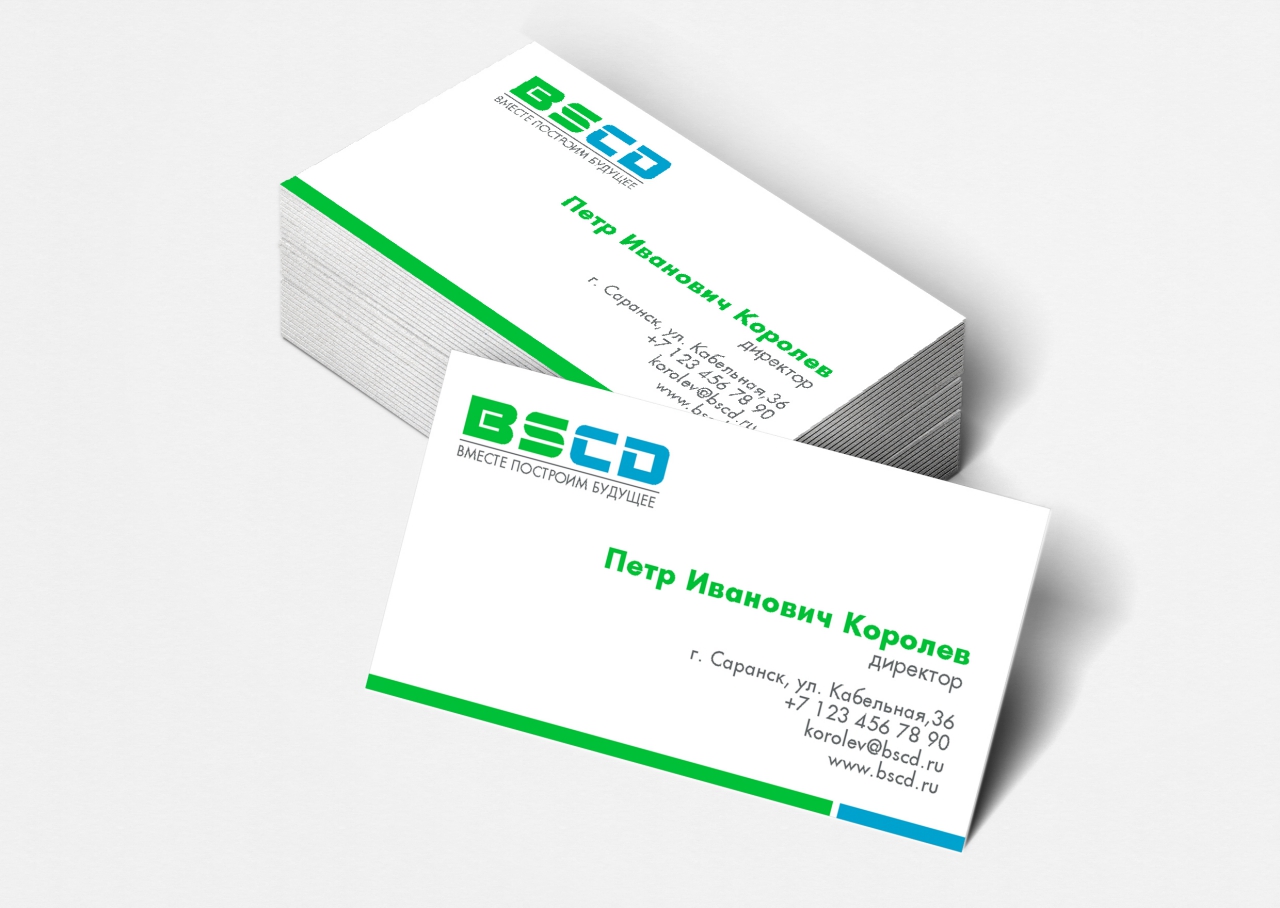 BSCD
ВМЕСТЕ ПОСТРОИМ БУДУЩЕЕ
Петр Иванович Королев
директор
г. Саранск, ул. Кабельная,36
+7 123 456 78 90
korolev@bscd.ru
www.bscd
BSCD
ВМЕСТЕ ПОСТРОИМ БУДУЩЕЕ
Петр Иванович Королев
директор
г. Саранск, ул. Кабельная,36
+7 123 456 78 90
korolev@bscd.ru
www.bscd.ru